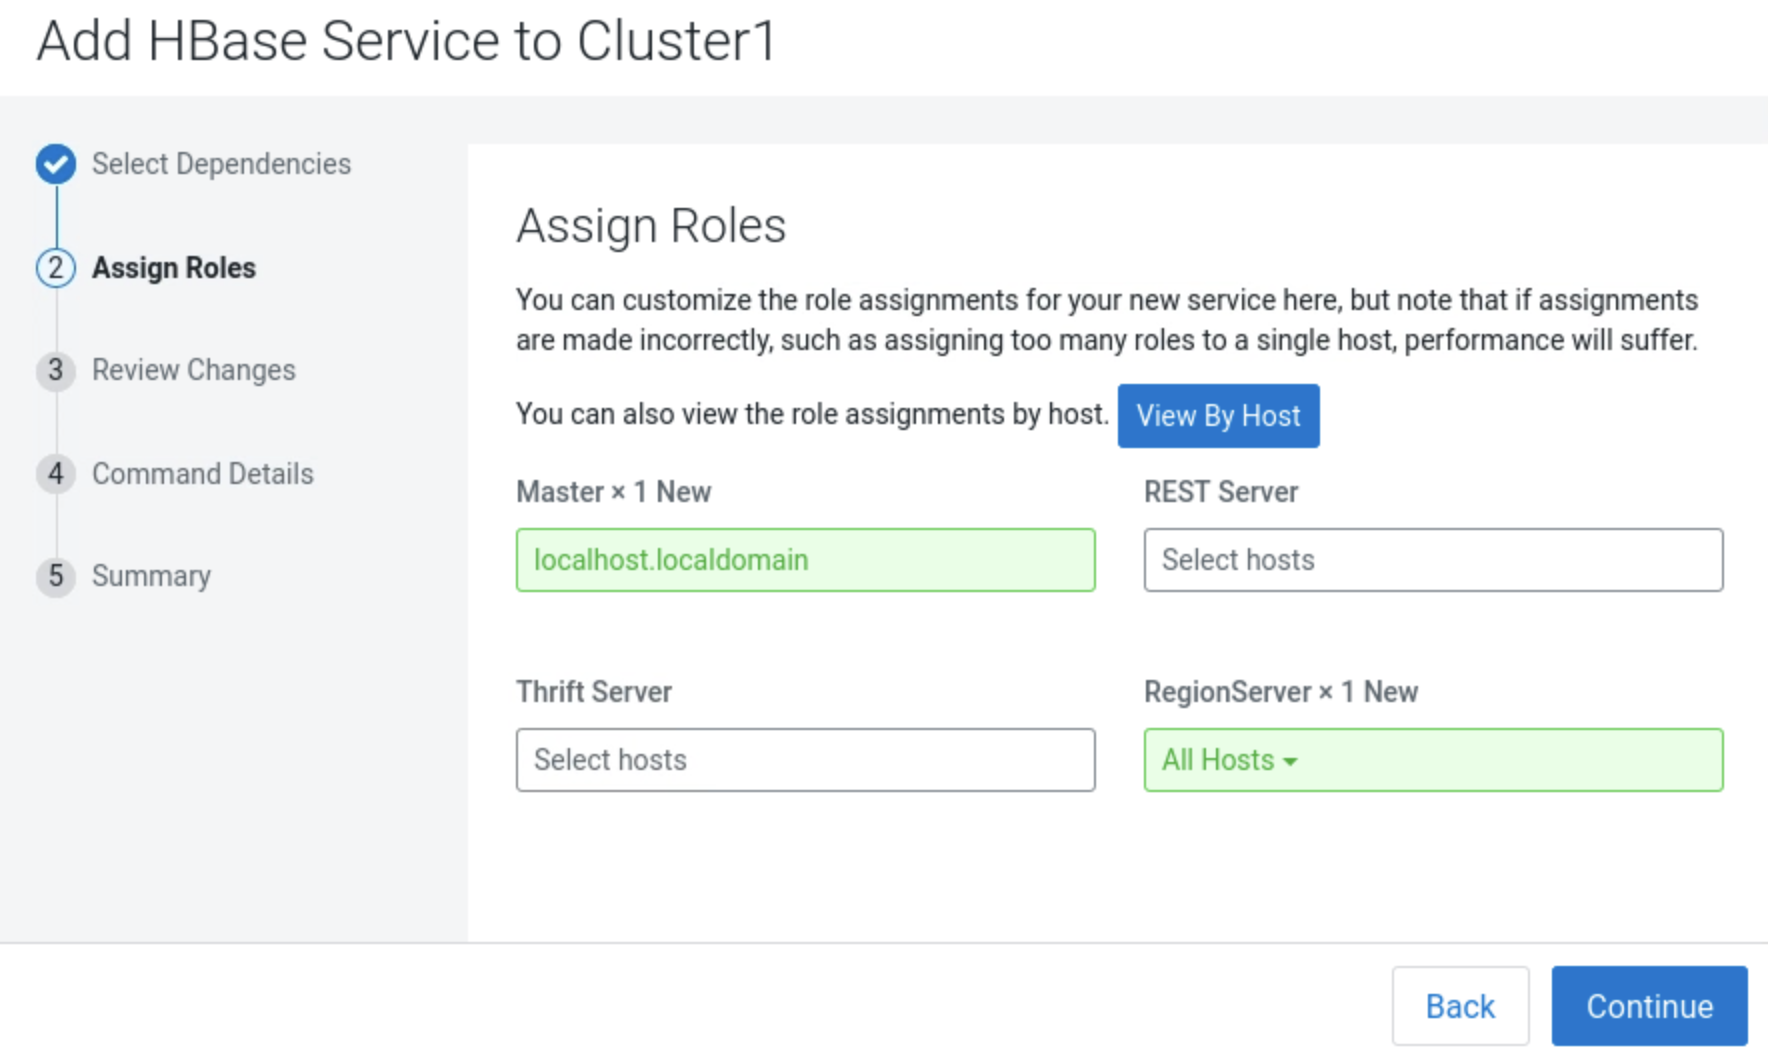 Add HBase Service to Cluster1
Select Dependencies
2 Assign Roles
3 Review Changes
4 Command Details
5 Summary
Assign Roles
You can customize the role assignments for your new service here, but note that if assignments
are made incorrectly, such as assigning too many roles to a single host, performance will suffer.
You can also view the role assignments by host. View By Host
Master × 1 New
localhost.localdomain
REST Server
Select hosts
Thrift Server
Select hosts
RegionServer × 1 New
All Hosts
Back
Continue